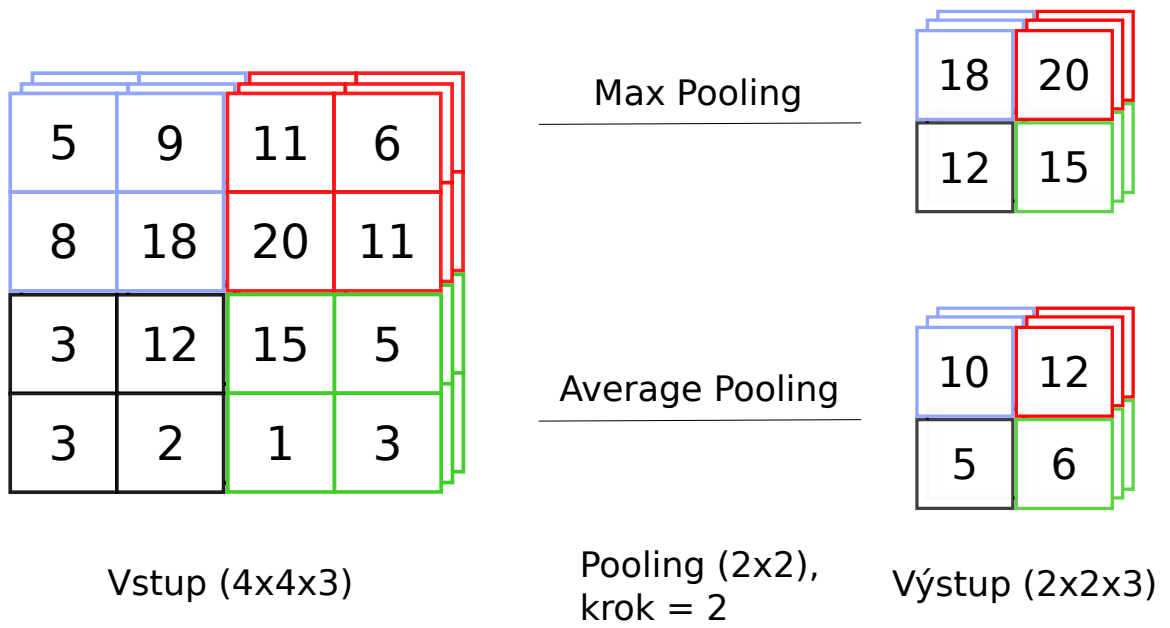 5 9 11 6
8 18 20 11
3 12 15 5
3 2 1 3
Vstup (4x4x3)
Max Pooling
Average Pooling
Pooling (2x2),
krok = 2
18 20
12 15
10 12
5 6
Výstup (2x2x3)